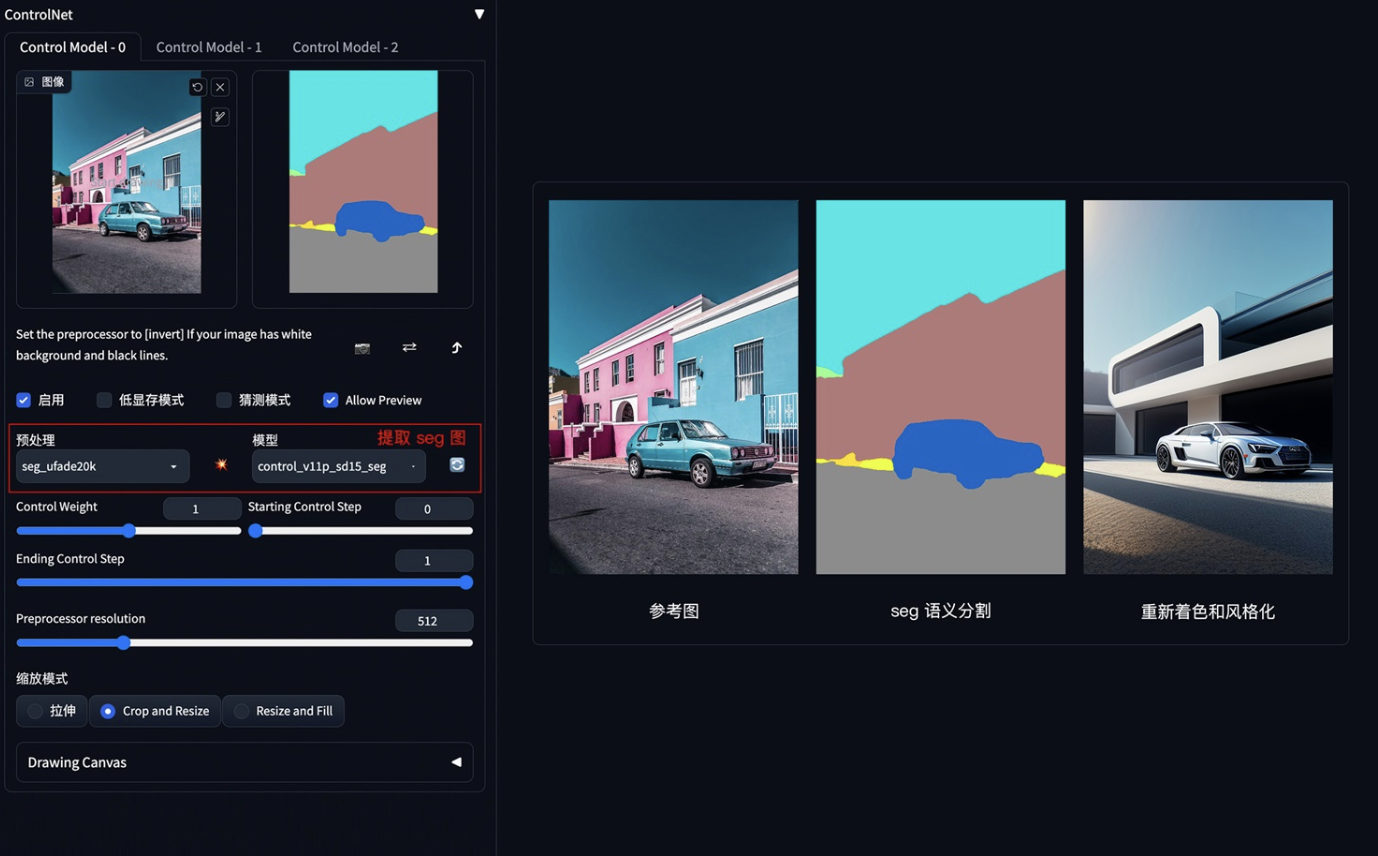 ControlNet
Control Model - 0
Control Model - 1
Control Model - 2
图像
Set the preprocessor to [invert] If your image has white
background and black lines.
启用
低显存模式
猜测模式
Allow Preview
预处理
模型
提取 seg 图
seg_ufade20k
control_v11p_sd15_seg
Control Weight
1
Starting Control Step
0
Ending Control Step
1
Preprocessor resolution
512
缩放模式
拉伸
Crop and Resize
Resize and Fill
Drawing Canvas
参考图
seg 语义分割
重新着色和风格化